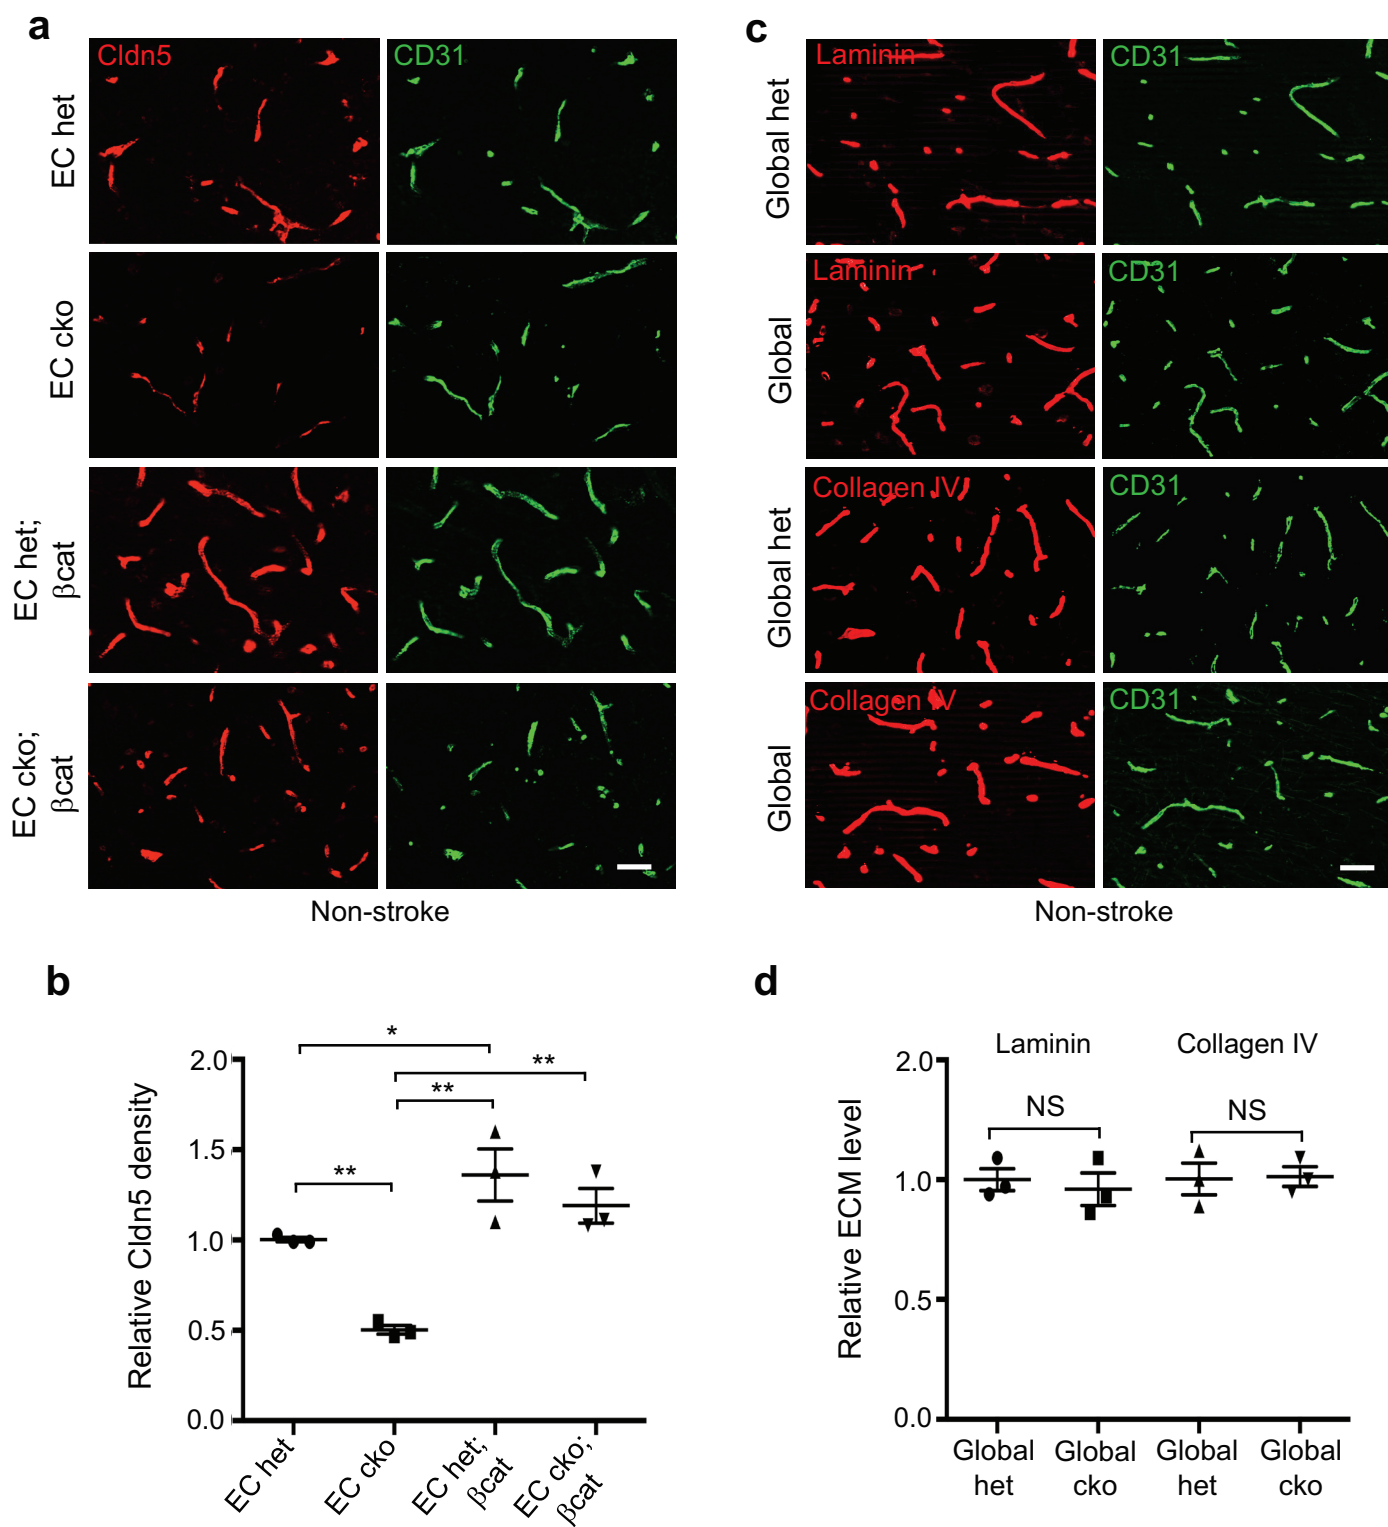 a
Cldn5
CD31
EC het
EC cko
EC het;
βcat
EC cko;
βcat
Non-stroke
c
Laminin
CD31
Global het
Laminin
CD31
Global
Collagen IV
CD31
Global het
Collagen IV
CD31
Global
Non-stroke
b
Relative Cldn5 density
2.0
1.5
1.0
0.5
0.0
*
**
**
**
EC het
EC cko
EC het;
βcat
EC cko;
βcat
d
Relative ECM level
Laminin
Collagen IV
NS
NS
2.0
1.0
0.5
0.0
Global
het
Global
cko
Global
het
Global
cko